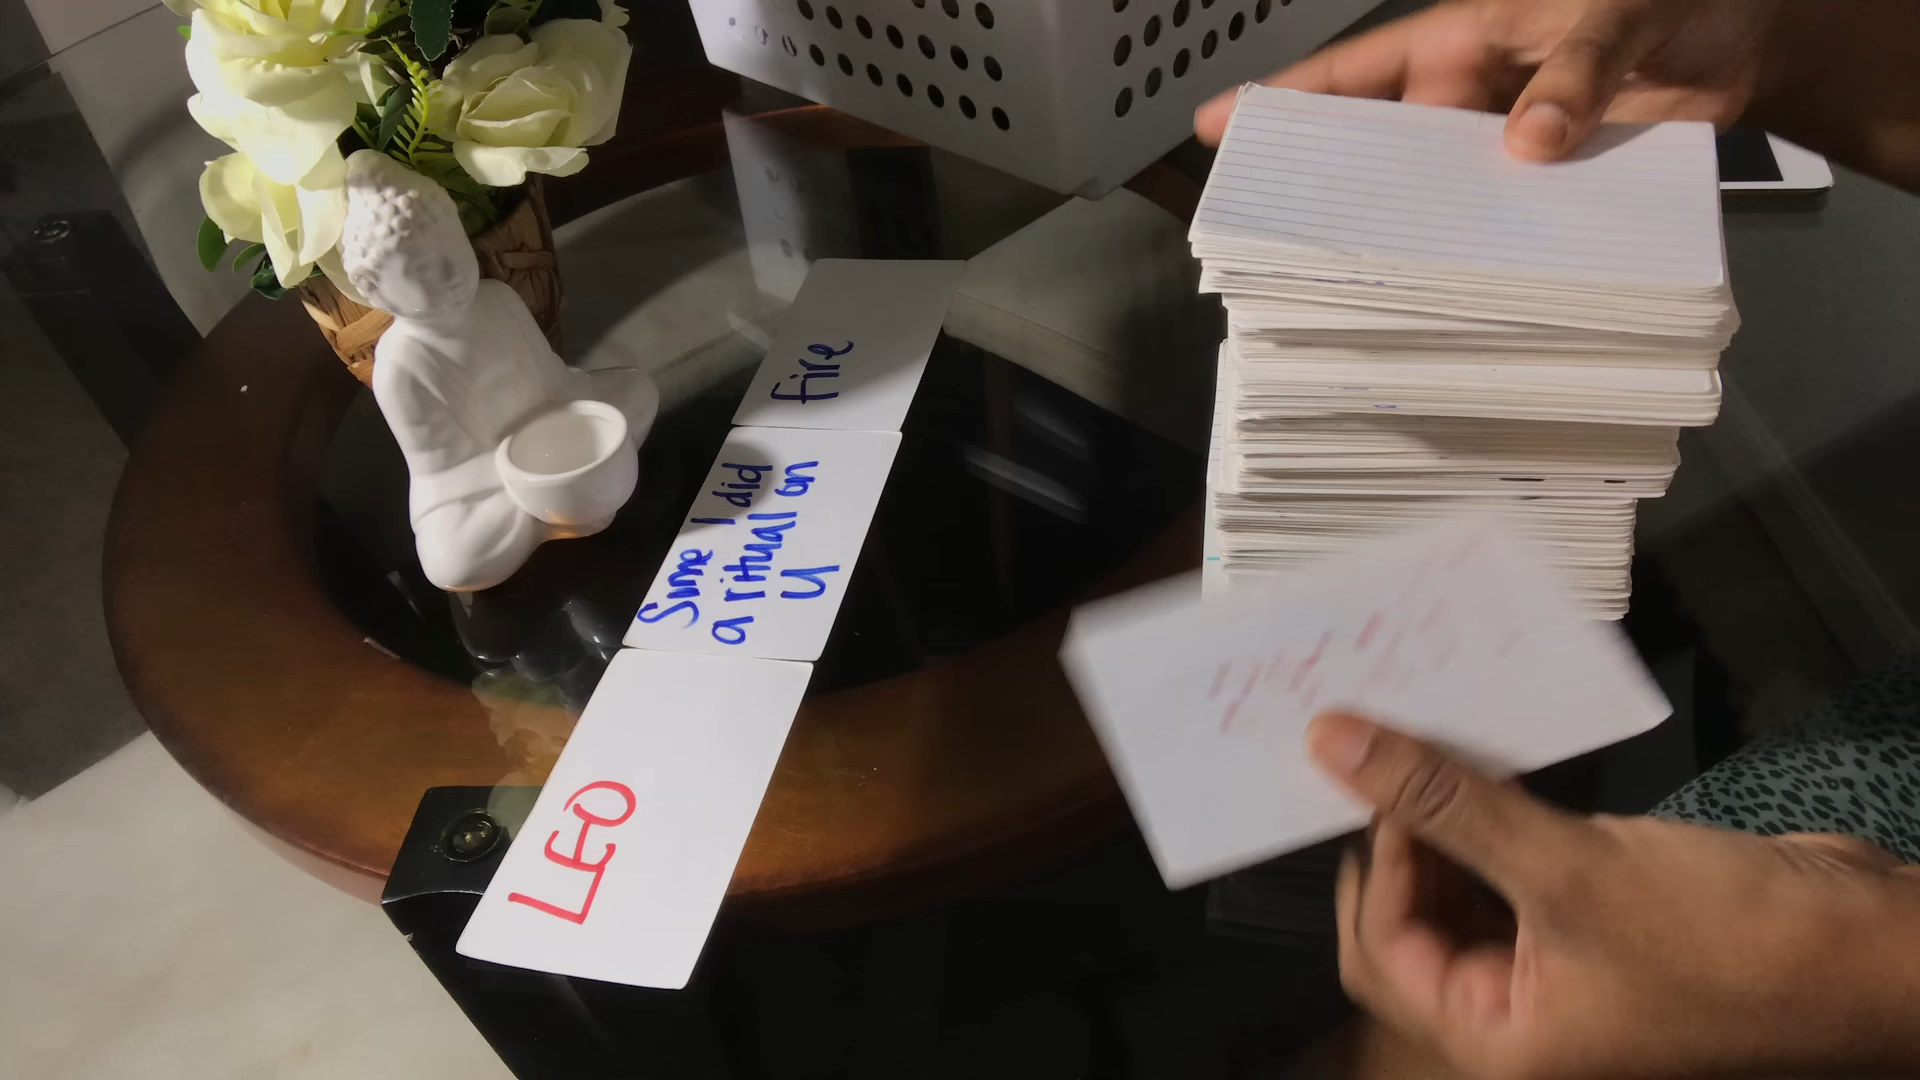 fire
Some I did
a ritual on
U
LEO